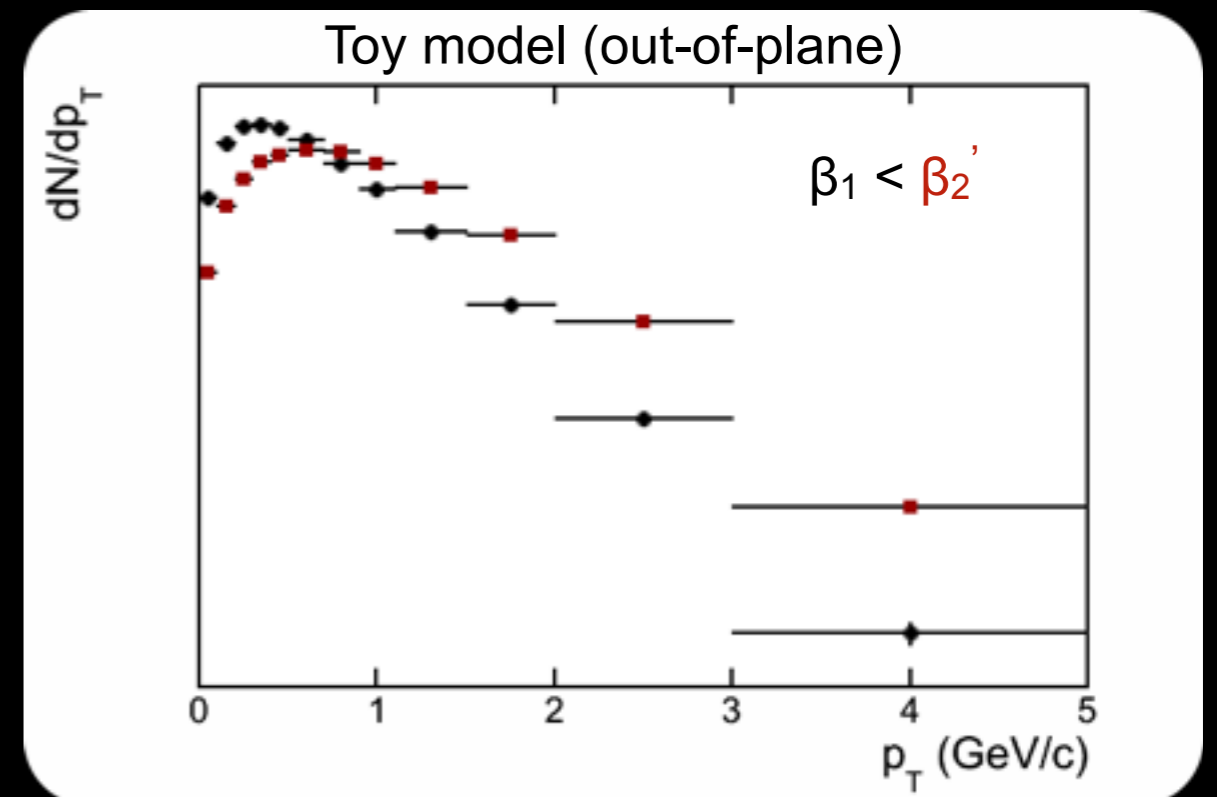 Toy model (out-of-plane)
dN/dp_T
β₁ < β₂’
0 1 2 3 4 5
p_T (GeV/c)